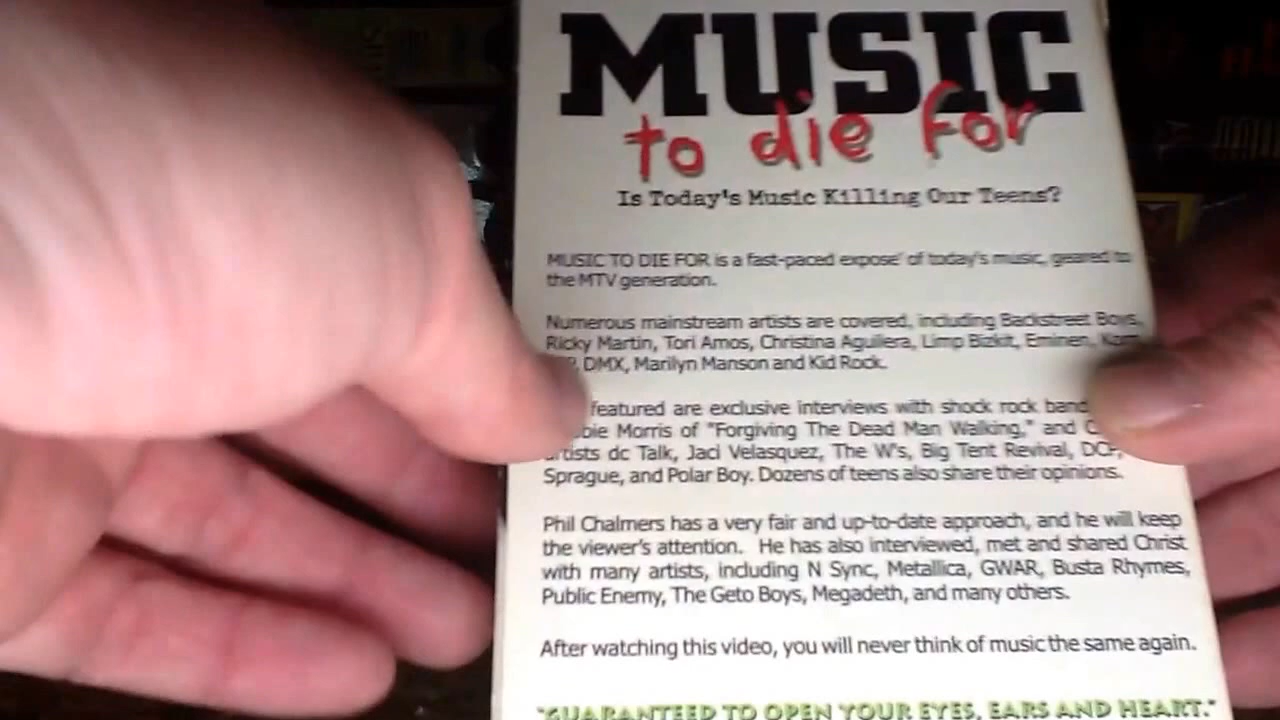 MUSIC
to die for
Is Today's Music Killing Our Teens?
MUSIC TO DIE FOR is a fast-paced expose' of today's music, geared to
the MTV generation.
Numerous mainstream artists are covered, including Backstreet Boys,
Ricky Martin, Tori Amos, Christina Aguilera, Limp Bizkit, Eminen,
DMX, Marilyn Manson and Kid Rock.
featured are exclusive interviews with shock rock
Morris of "Forgiving The Dead Man Walking," and
artists dc Talk, Jaci Velasquez, The W's, Big Tent Revival,
Sprague, and Polar Boy. Dozens of teens also share their opinions.
Phil Chalmers has a very fair and up-to-date approach, and he will keep
the viewer's attention. He has also interviewed, met and shared Christ
with many artists, including N Sync, Metallica, GWAR, Busta Rhymes,
Public Enemy, The Geto Boys, Megadeth, and many others.
After watching this video, you will never think of music the same again.
"GUARANTEED TO OPEN YOUR EYES, EARS AND HEART."